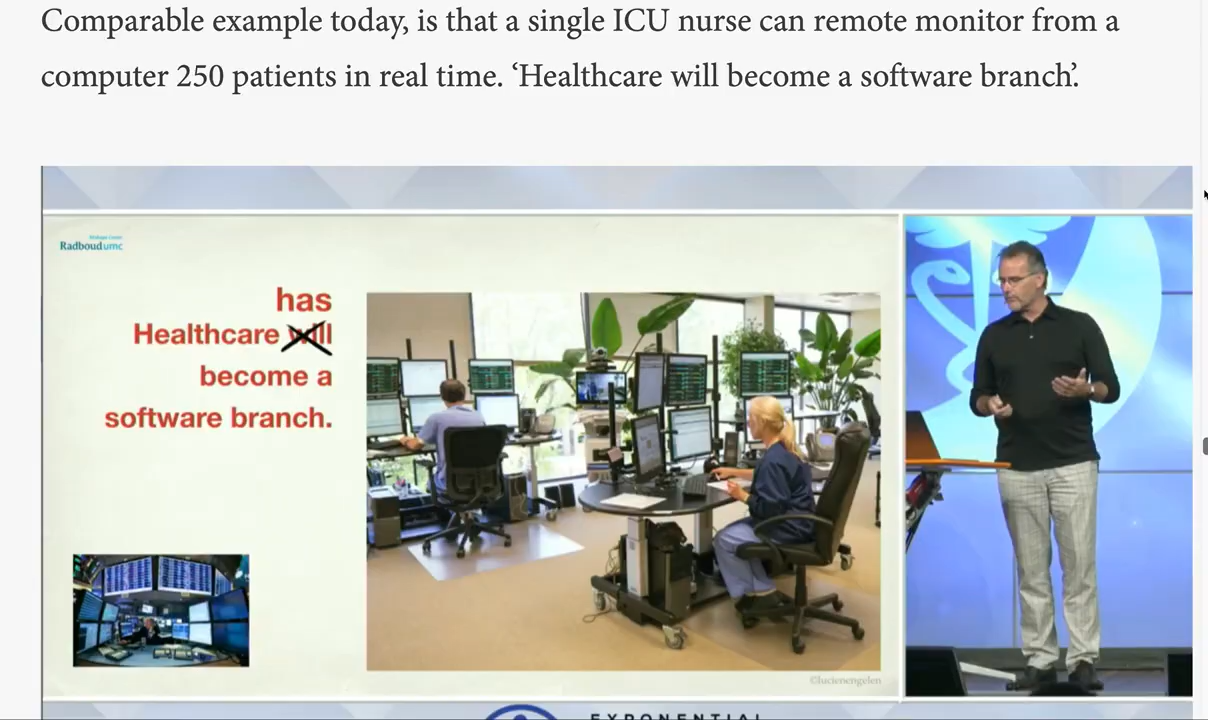 Comparable example today, is that a single ICU nurse can remote monitor from a
computer 250 patients in real time. ‘Healthcare will become a software branch’.
Radboudumc
has
Healthcare will
become a
software branch.
©lucienengelen
EXPONENTIAL